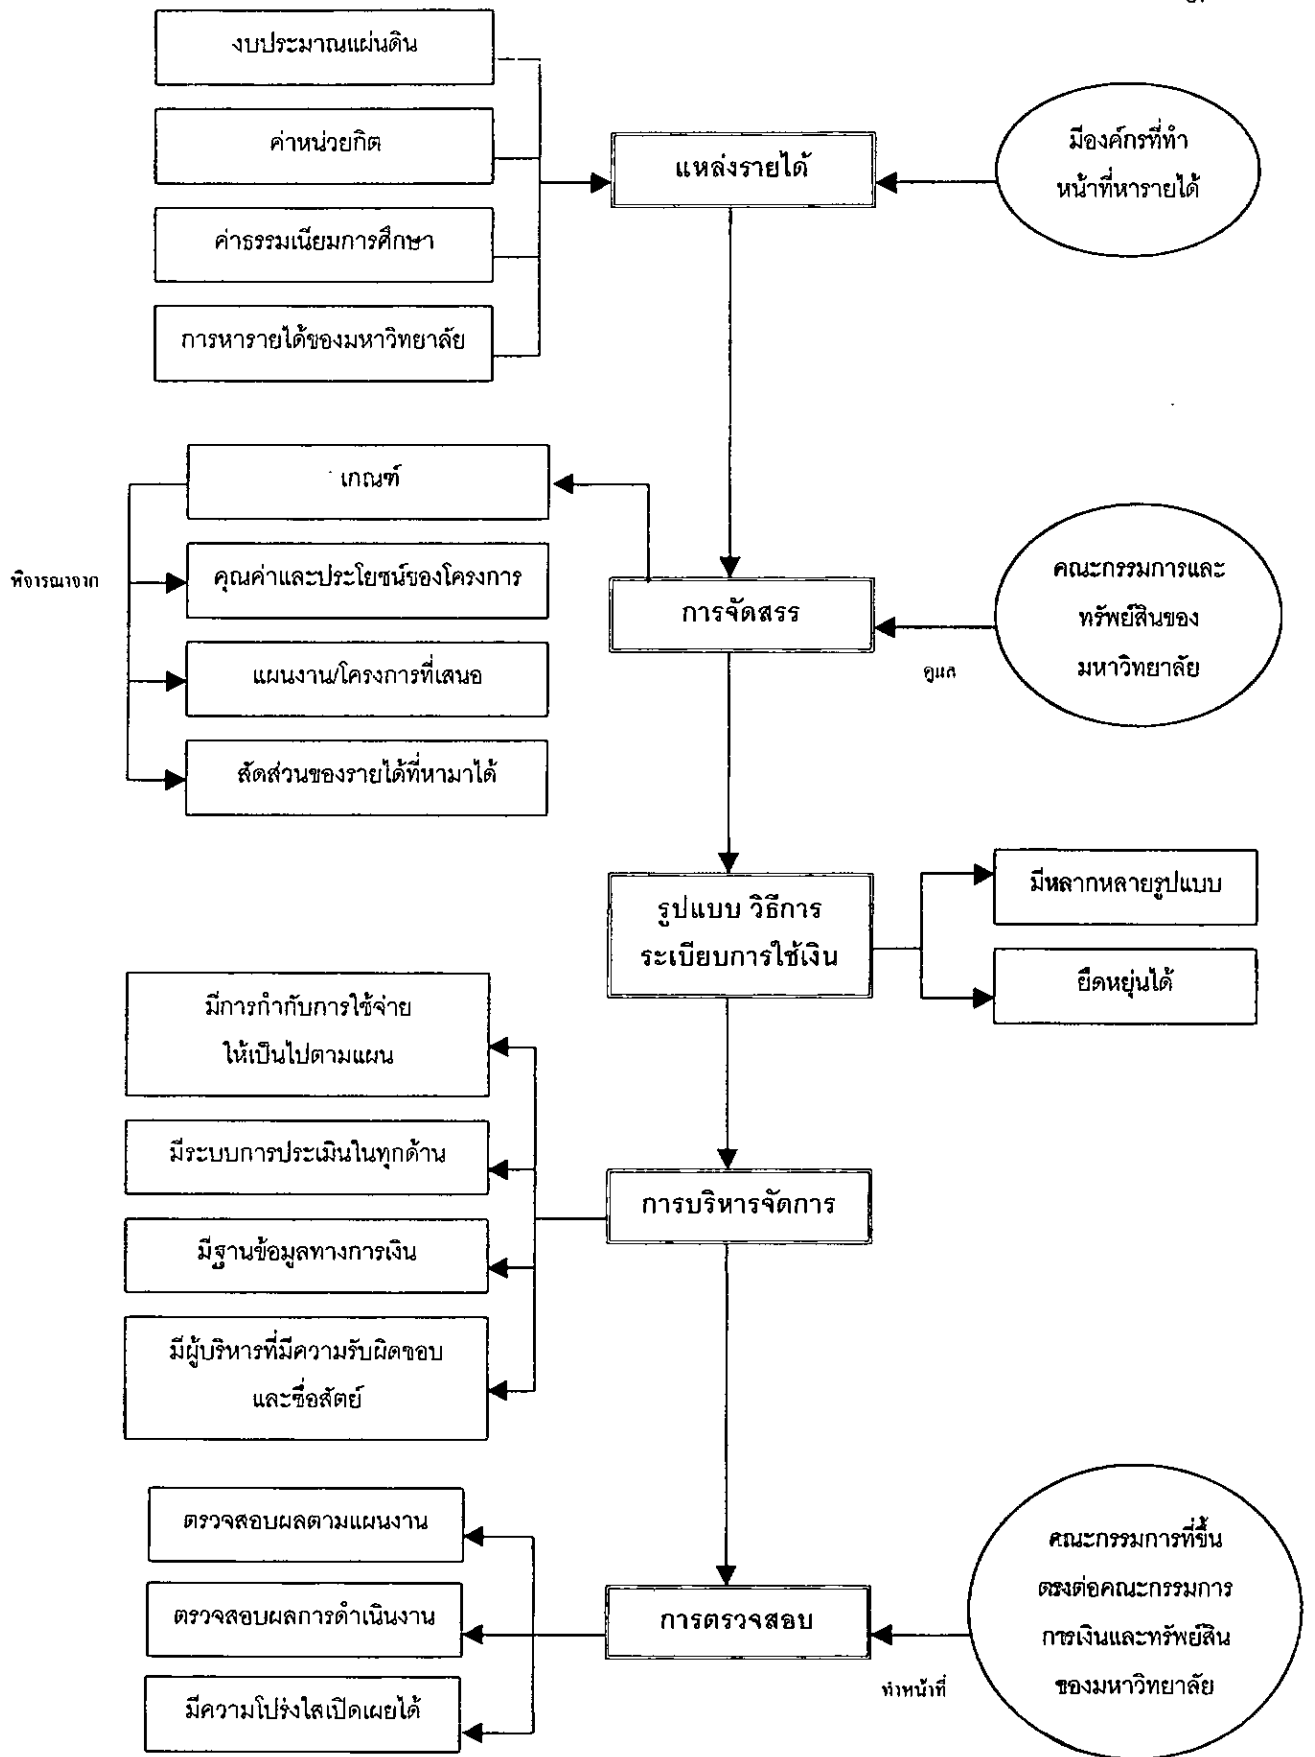 งบประมาณแผ่นดิน
ค่าหน่วยกิต
ค่าธรรมเนียมการศึกษา
การหารายได้ของมหาวิทยาลัย
แหล่งรายได้
มีองค์กรที่ทำ
หน้าที่หารายได้
เกณฑ์
พิจารณาจาก
คุณค่าและประโยชน์ของโครงการ
แผนงาน/โครงการที่เสนอ
สัดส่วนของรายได้ที่หามาได้
การจัดสรร
ดูแล
คณะกรรมการและ
ทรัพย์สินของ
มหาวิทยาลัย
รูปแบบ วิธีการ
ระเบียบการใช้เงิน
มีหลากหลายรูปแบบ
ยืดหยุ่นได้
มีการกำกับการใช้จ่าย
ให้เป็นไปตามแผน
มีระบบการประเมินในทุกด้าน
มีฐานข้อมูลทางการเงิน
มีผู้บริหารที่มีความรับผิดชอบ
และซื่อสัตย์
การบริหารจัดการ
ตรวจสอบผลตามแผนงาน
ตรวจสอบผลการดำเนินงาน
มีความโปร่งใสเปิดเผยได้
การตรวจสอบ
ทำหน้าที่
คณะกรรมการที่ขึ้น
ตรงต่อคณะกรรมการ
การเงินและทรัพย์สิน
ของมหาวิทยาลัย